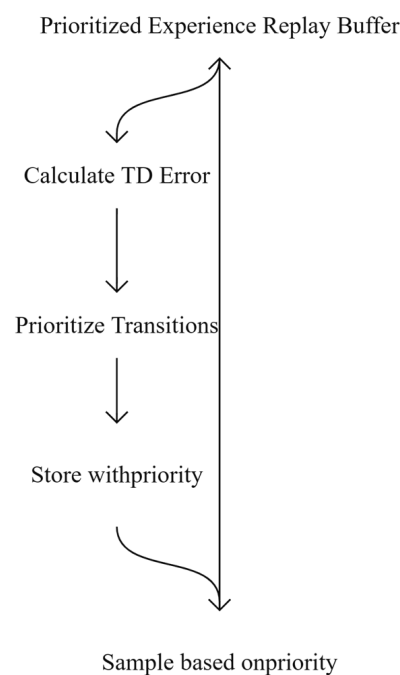 Prioritized Experience Replay Buffer
Calculate TD Error
Prioritize Transitions
Store withpriority
Sample based onpriority